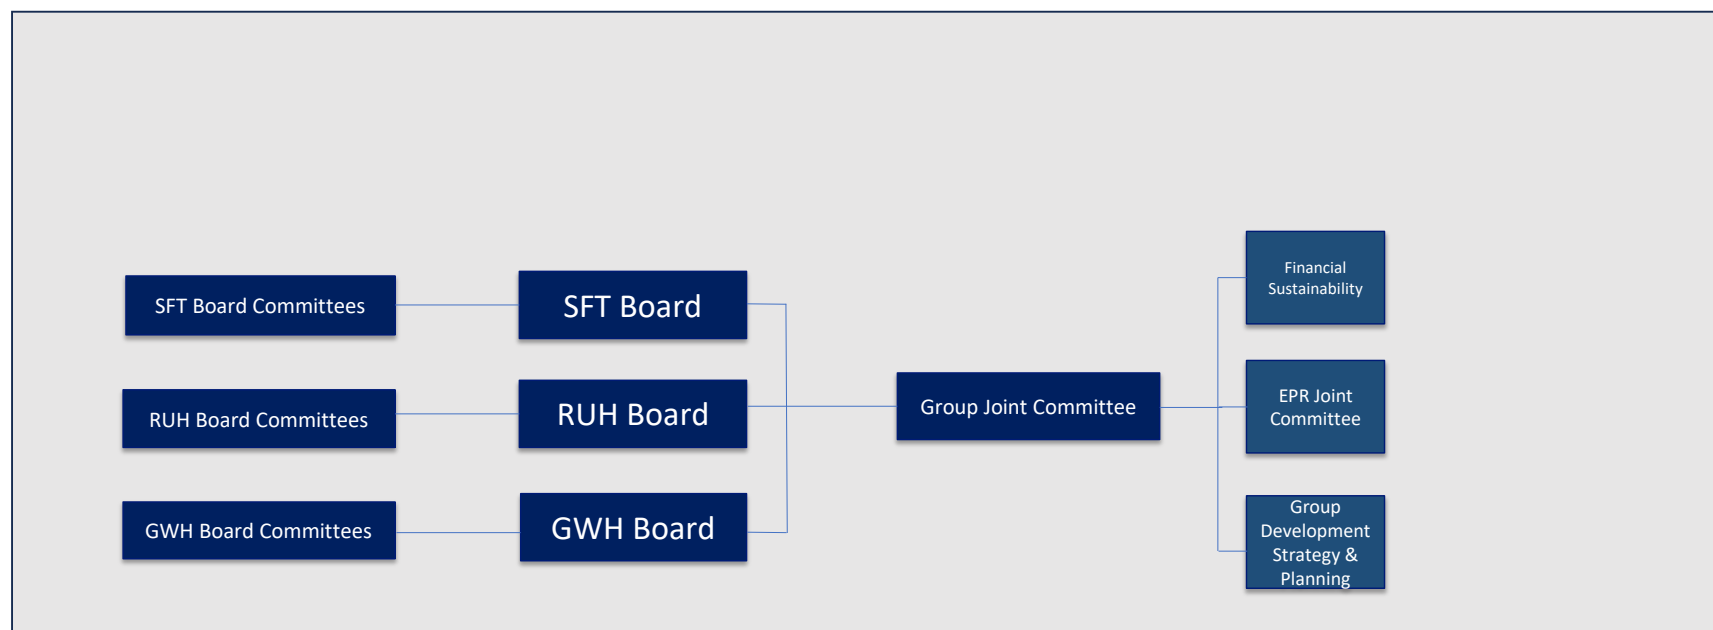 SFT Board Committees
SFT Board
RUH Board Committees
RUH Board
GWH Board Committees
GWH Board
Group Joint Committee
Financial
Sustainability
EPR Joint
Committee
Group
Development
Strategy &
Planning